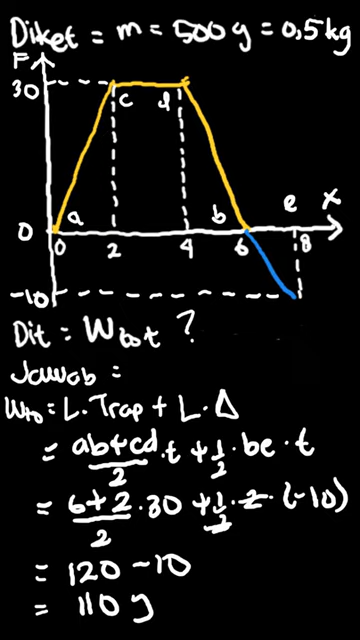 Diket = m = 500 g = 0,5 kg
F
30
c d
a b e x
0 0 2 4 6 8
-10
Dit = Wtot ?
Jawab =
Wto = L. Trap + L. Δ
= ab+cd/2 . t + 1/2 . be . t
= 6+2/2 . 30 + 1/2 . 2 . (-10)
= 120 - 10
= 110 J